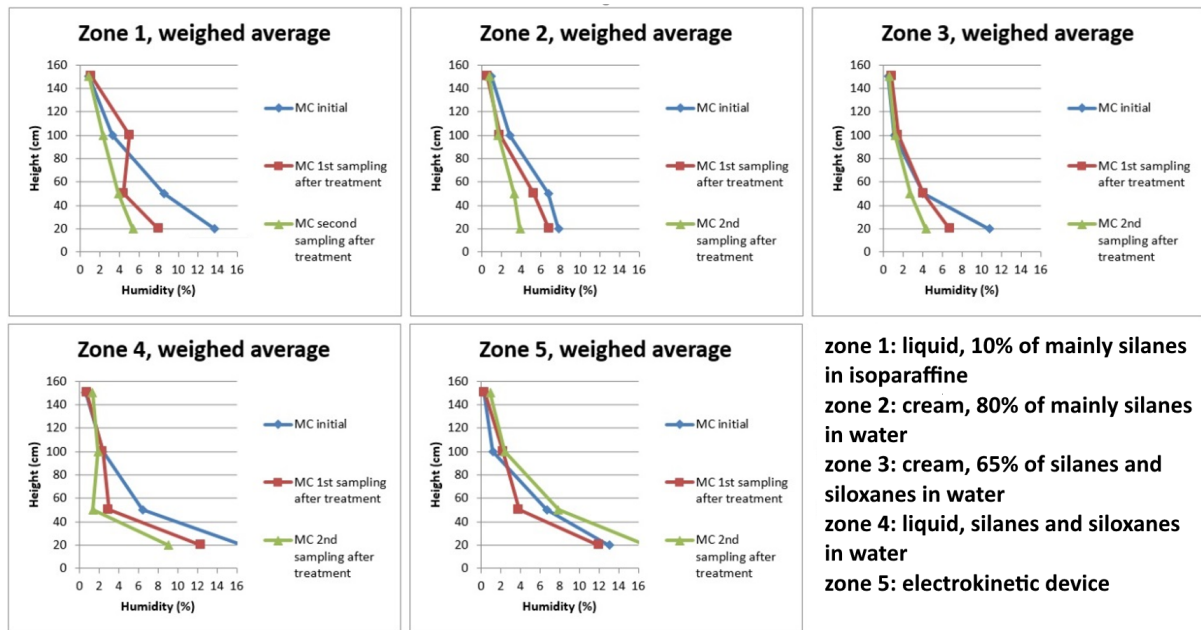 Zone 1, weighed average
160
140
120
100
80
60
40
20
0
Height (cm)
0 2 4 6 8 10 12 14 16
Humidity (%)
MC initial
MC 1st sampling
after treatment
MC second
sampling after
treatment
Zone 2, weighed average
160
140
120
100
80
60
40
20
0
Height (cm)
0 2 4 6 8 10 12 14 16
Humidity (%)
MC initial
MC 1st sampling
after treatment
MC 2nd
sampling after
treatment
Zone 3, weighed average
160
140
120
100
80
60
40
20
0
Height (cm)
0 2 4 6 8 10 12 14 16
Humidity (%)
MC initial
MC 1st sampling
after treatment
MC 2nd
sampling after
treatment
Zone 4, weighed average
160
140
120
100
80
60
40
20
0
Height (cm)
0 2 4 6 8 10 12 14 16
Humidity (%)
MC initial
MC 1st sampling
after treatment
MC 2nd
sampling after
treatment
Zone 5, weighed average
160
140
120
100
80
60
40
20
0
Height (cm)
0 2 4 6 8 10 12 14 16
Humidity (%)
MC initial
MC 1st sampling
after treatment
MC 2nd
sampling after
treatment
zone 1: liquid, 10% of mainly silanes
in isoparaffine
zone 2: cream, 80% of mainly silanes
in water
zone 3: cream, 65% of silanes and
siloxanes in water
zone 4: liquid, silanes and siloxanes
in water
zone 5: electrokinetic device